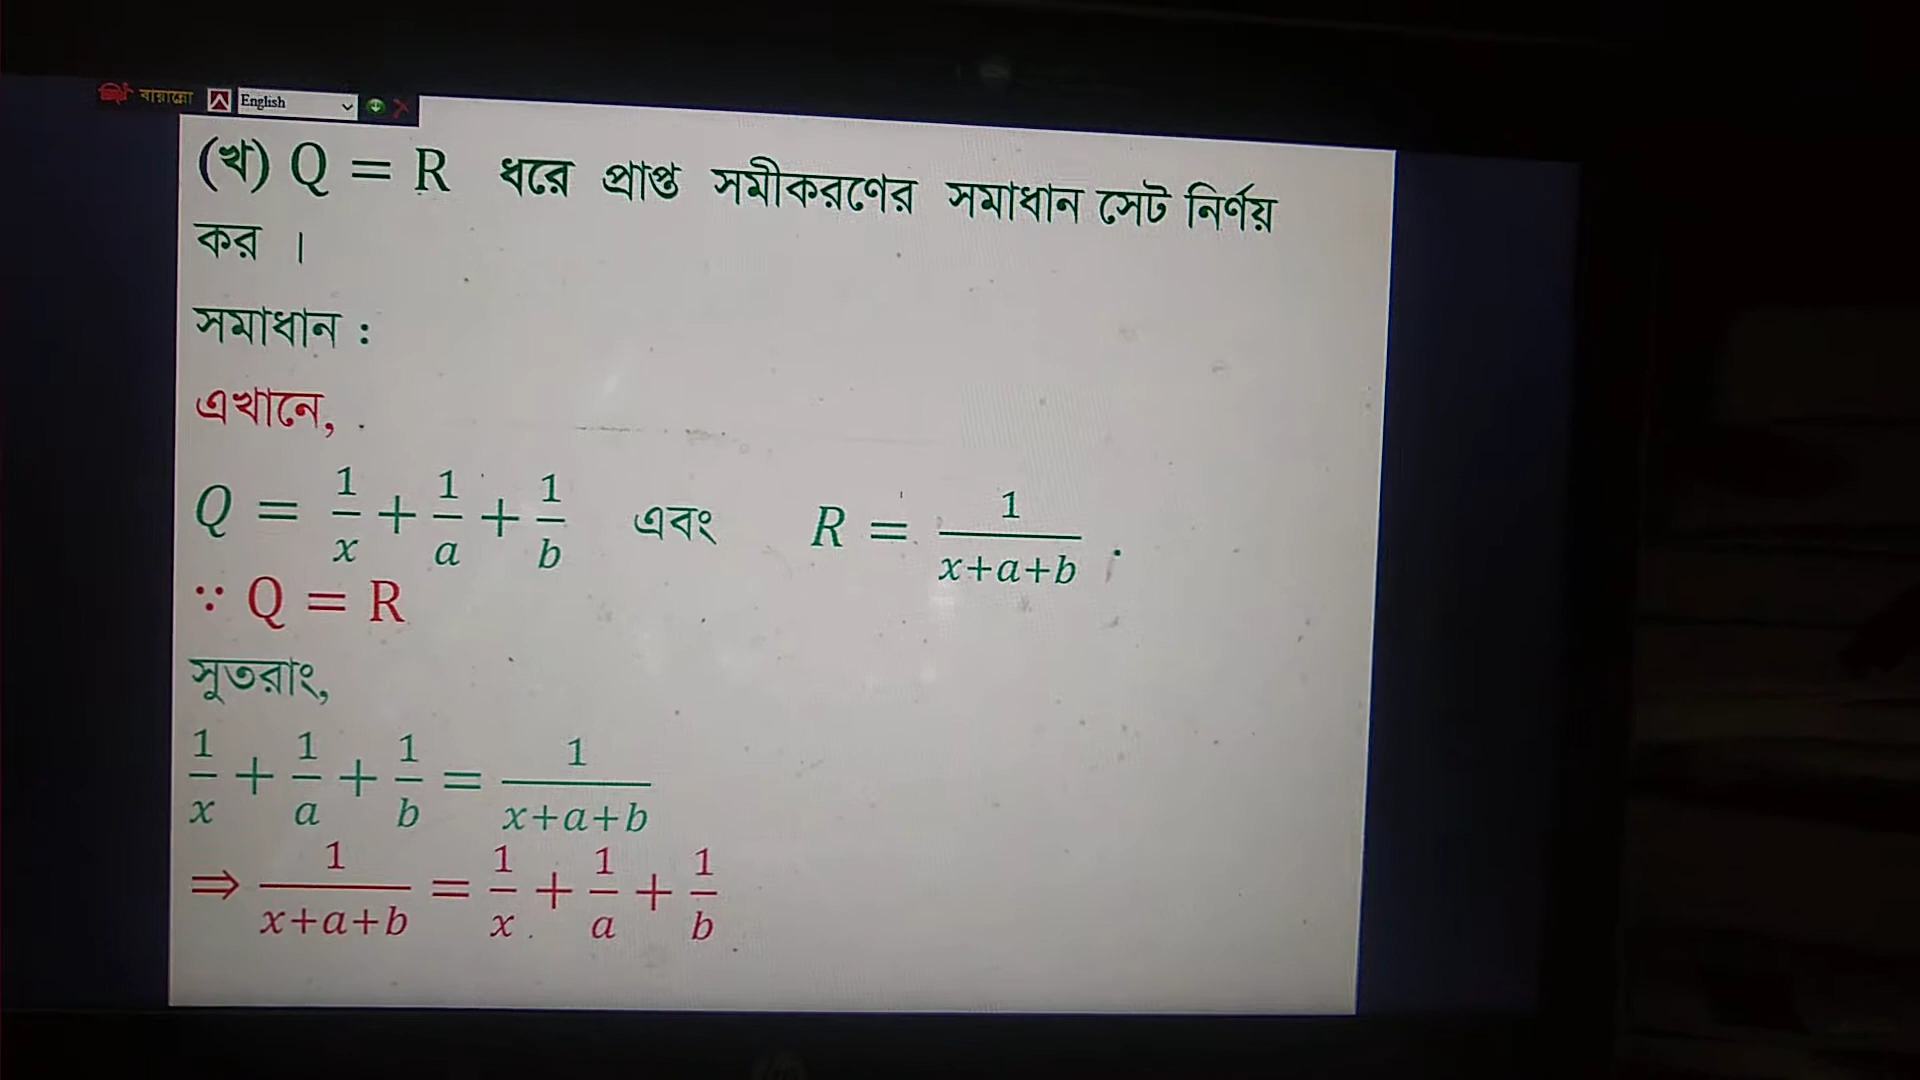 বায়ান্নো English
(খ) Q = R ধরে প্রাপ্ত সমীকরণের সমাধান সেট নির্ণয়
কর ।
সমাধান :
এখানে,
Q = 1/x + 1/a + 1/b এবং R = 1/(x+a+b) .
∵ Q = R
সুতরাং,
1/x + 1/a + 1/b = 1/(x+a+b)
⇒ 1/(x+a+b) = 1/x + 1/a + 1/b